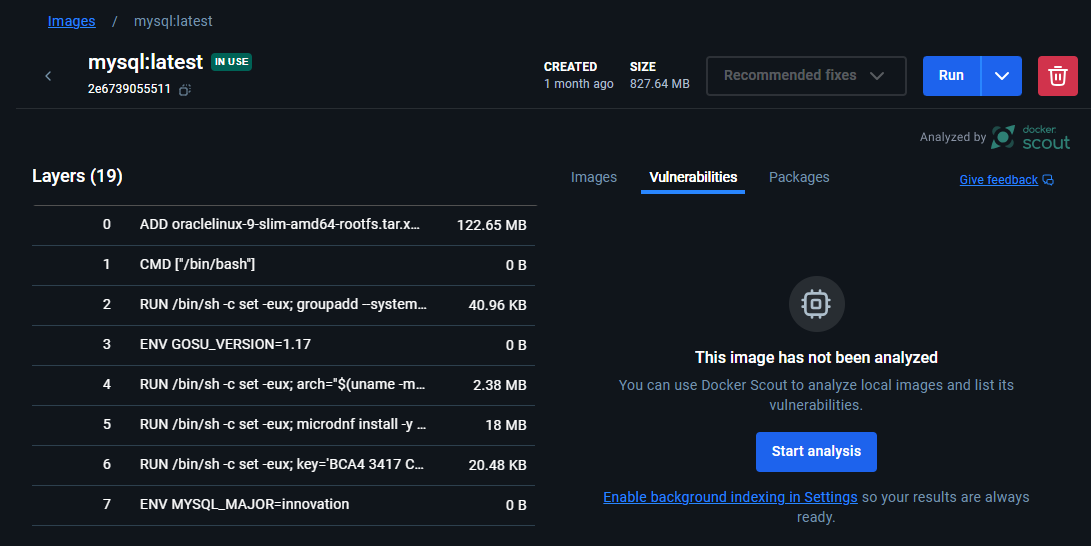 Images / mysql:latest
mysql:latest IN USE
2e6739055511
CREATED
1 month ago
SIZE
827.64 MB
Recommended fixes
Run
Analyzed by docker scout
Layers (19)
Images Vulnerabilities Packages
Give feedback
0 ADD oraclelinux-9-slim-amd64-rootfs.tar.x... 122.65 MB
1 CMD ["/bin/bash"] 0 B
2 RUN /bin/sh -c set -eux; groupadd --system... 40.96 KB
3 ENV GOSU_VERSION=1.17 0 B
4 RUN /bin/sh -c set -eux; arch="$(uname -m... 2.38 MB
5 RUN /bin/sh -c set -eux; microdnf install -y ... 18 MB
6 RUN /bin/sh -c set -eux; key='BCA4 3417 C... 20.48 KB
7 ENV MYSQL_MAJOR=innovation 0 B
This image has not been analyzed
You can use Docker Scout to analyze local images and list its
vulnerabilities.
Start analysis
Enable background indexing in Settings so your results are always
ready.